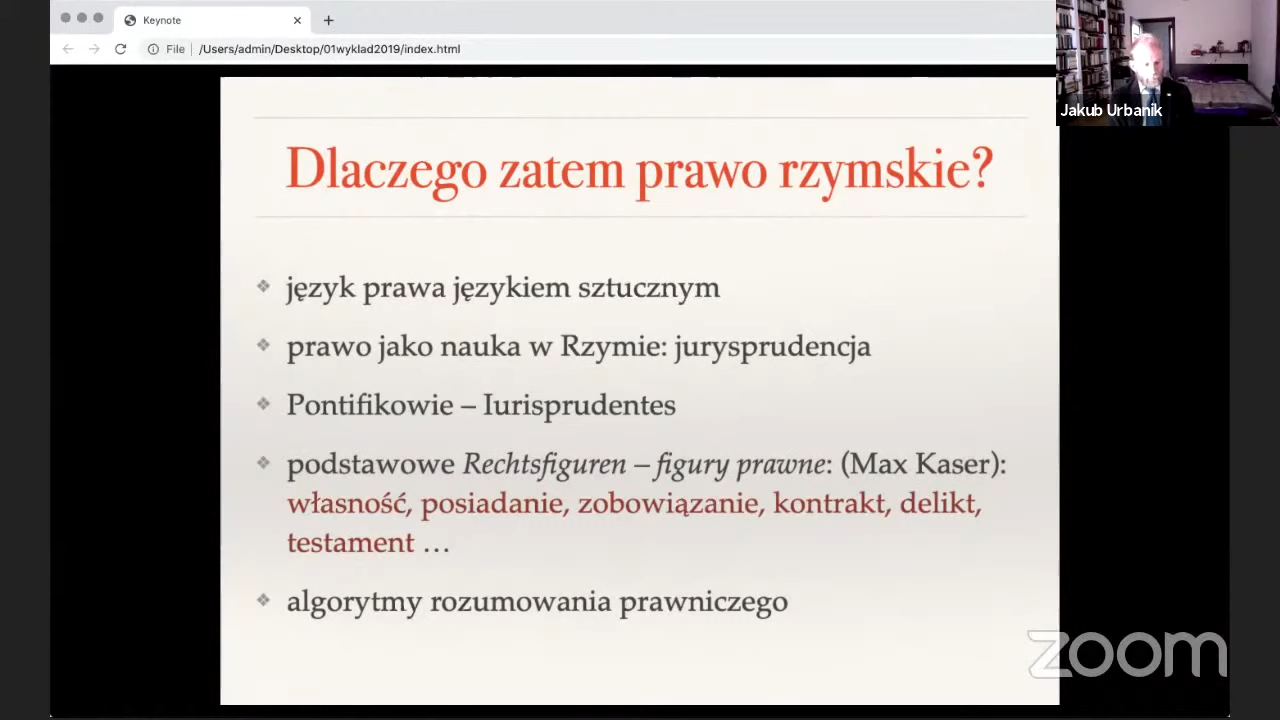 Keynote
File
/Users/admin/Desktop/01wyklad2019/index.html
Jakub Urbanik
Dlaczego zatem prawo rzymskie?
język prawa językiem sztucznym
prawo jako nauka w Rzymie: jurysprudencja
Pontifikowie – Iurisprudentes
podstawowe Rechtsfiguren – figury prawne: (Max Kaser):
własność, posiadanie, zobowiązanie, kontrakt, delikt,
testament …
algorytmy rozumowania prawniczego
zoom